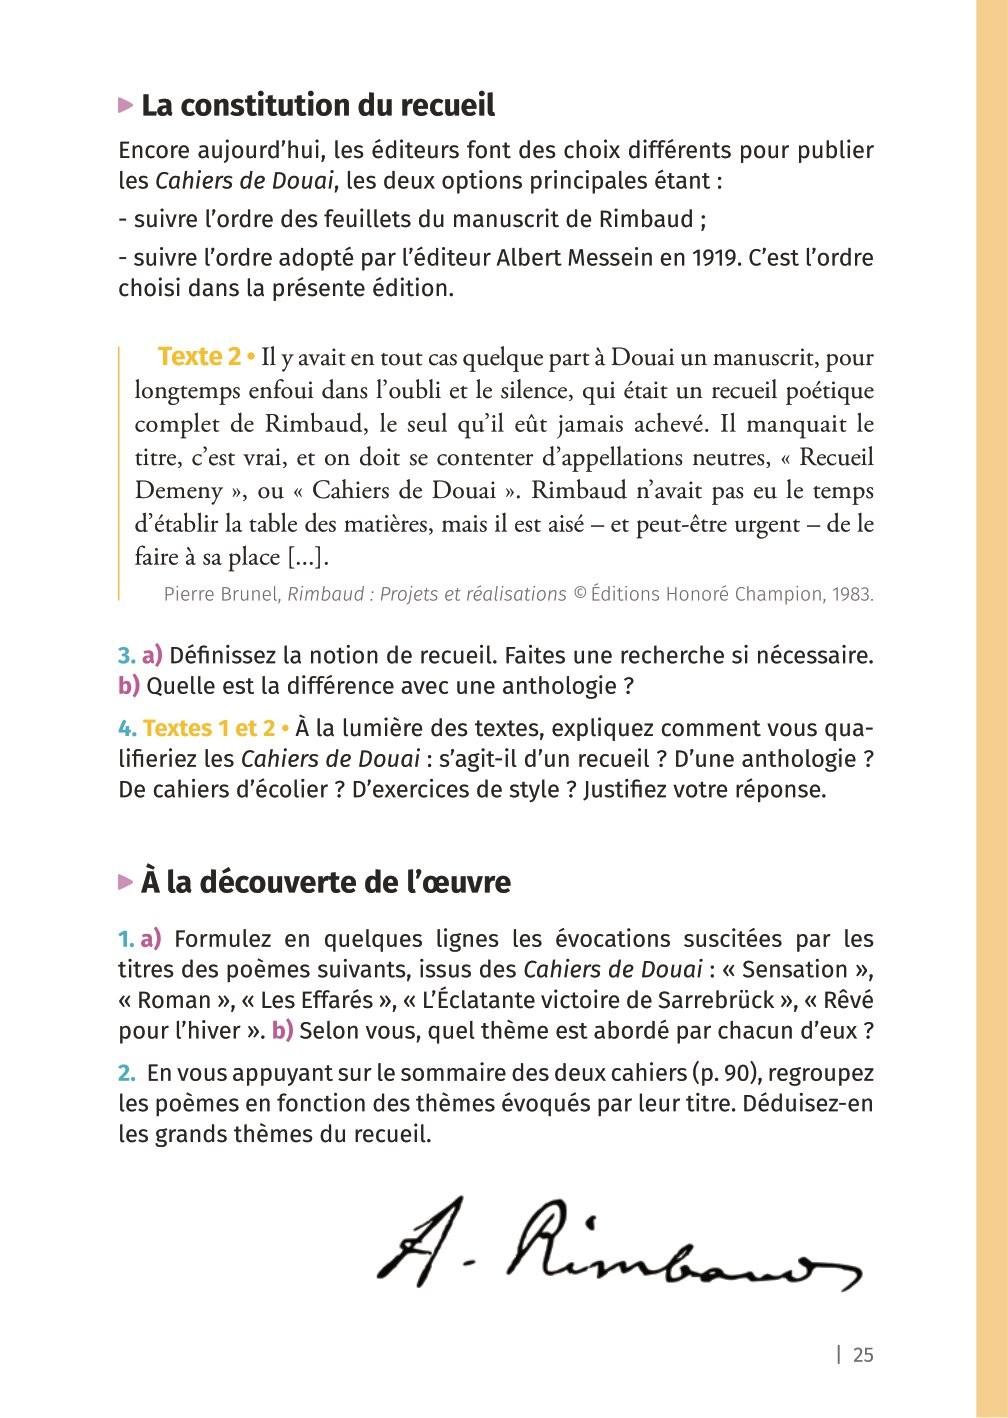 ▶ La constitution du recueil
Encore aujourd’hui, les éditeurs font des choix différents pour publier
les Cahiers de Douai, les deux options principales étant :
- suivre l’ordre des feuillets du manuscrit de Rimbaud ;
- suivre l’ordre adopté par l’éditeur Albert Messein en 1919. C’est l’ordre
choisi dans la présente édition.
Texte 2 • Il y avait en tout cas quelque part à Douai un manuscrit, pour
longtemps enfoui dans l’oubli et le silence, qui était un recueil poétique
complet de Rimbaud, le seul qu’il eût jamais achevé. Il manquait le
titre, c’est vrai, et on doit se contenter d’appellations neutres, « Recueil
Demeny », ou « Cahiers de Douai ». Rimbaud n’avait pas eu le temps
d’établir la table des matières, mais il est aisé – et peut-être urgent – de le
faire à sa place [...].
Pierre Brunel, Rimbaud : Projets et réalisations © Éditions Honoré Champion, 1983.
3. a) Définissez la notion de recueil. Faites une recherche si nécessaire.
b) Quelle est la différence avec une anthologie ?
4. Textes 1 et 2 • À la lumière des textes, expliquez comment vous qua-
lifieriez les Cahiers de Douai : s’agit-il d’un recueil ? D’une anthologie ?
De cahiers d’écolier ? D’exercices de style ? Justifiez votre réponse.
▶ À la découverte de l’œuvre
1. a) Formulez en quelques lignes les évocations suscitées par les
titres des poèmes suivants, issus des Cahiers de Douai : « Sensation »,
« Roman », « Les Effarés », « L’Éclatante victoire de Sarrebrück », « Rêvé
pour l’hiver ». b) Selon vous, quel thème est abordé par chacun d’eux ?
2. En vous appuyant sur le sommaire des deux cahiers (p. 90), regroupez
les poèmes en fonction des thèmes évoqués par leur titre. Déduisez-en
les grands thèmes du recueil.
A. Rimbaud
| 25